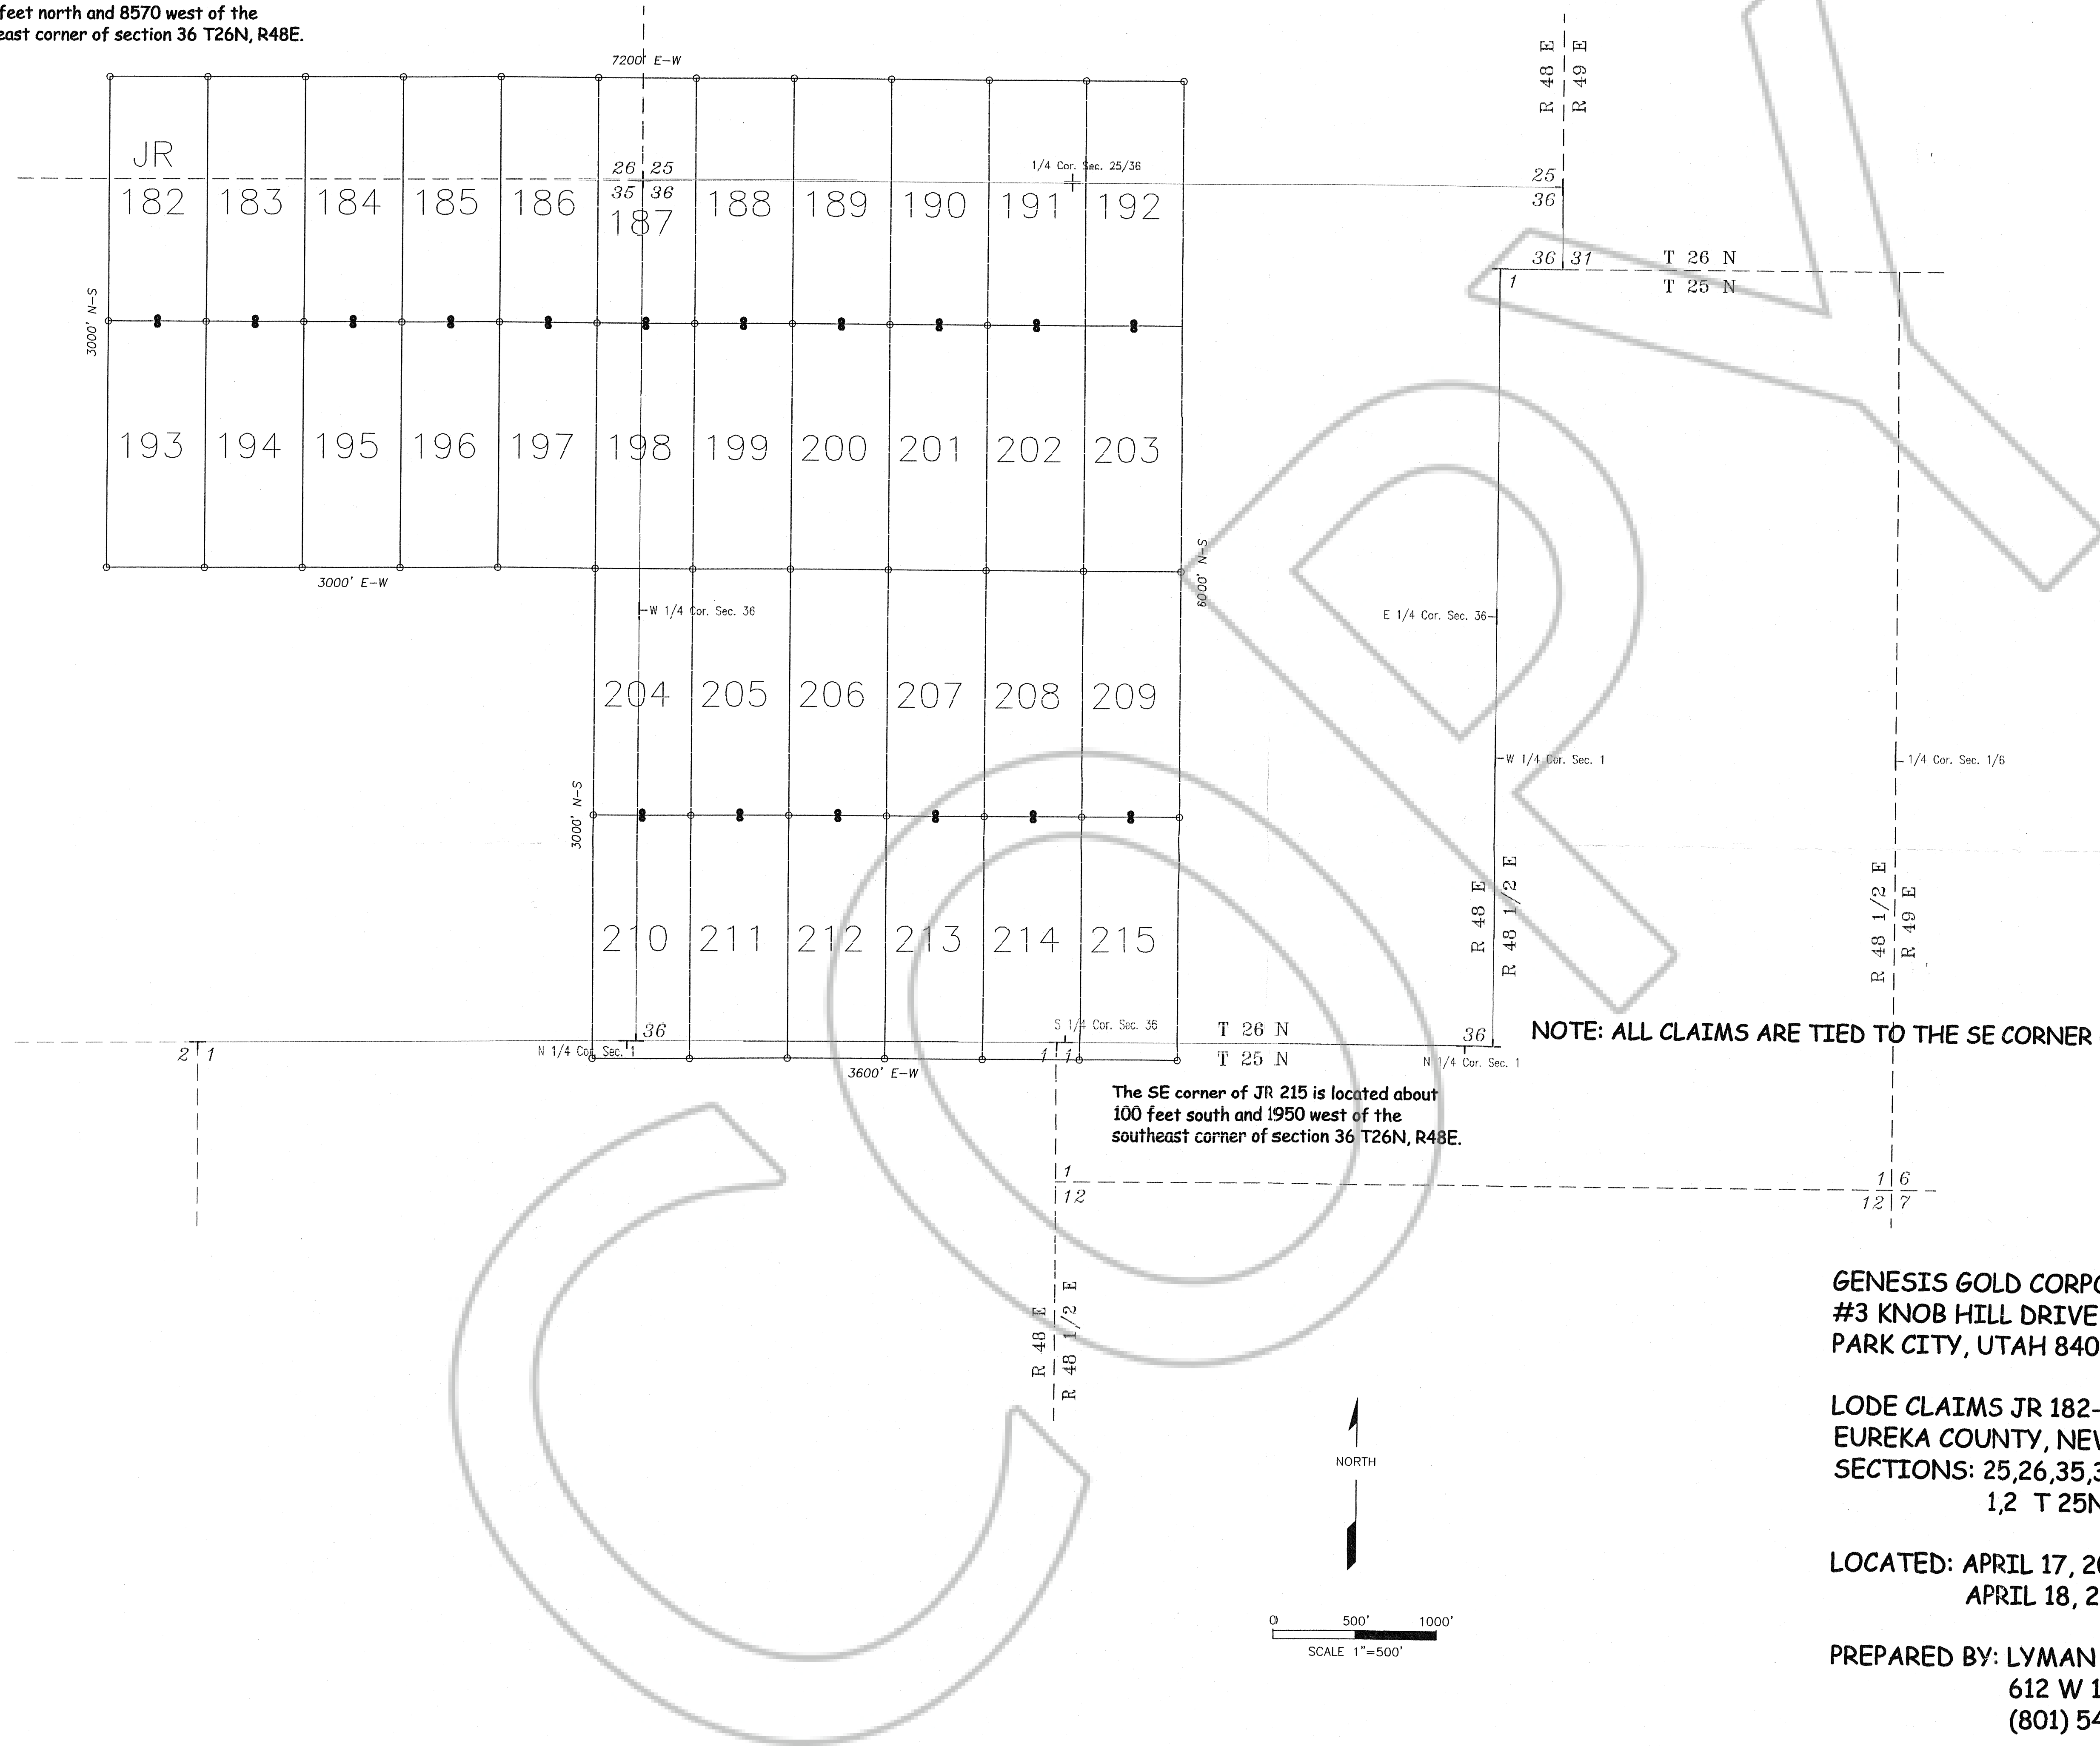 feet north and 8570 west of the
east corner of section 36 T26N, R48E.
7200' E-W
R 48 E
R 49 E
JR
26 25
35 36
1/4 Cor. Sec. 25/36
25
36
182 183 184 185 186 187 188 189 190 191 192
36 31
T 26 N
1
T 25 N
3000' N-S
193 194 195 196 197 198 199 200 201 202 203
3000' E-W
6000' N-S
W 1/4 Cor. Sec. 36
E 1/4 Cor. Sec. 36
204 205 206 207 208 209
W 1/4 Cor. Sec. 1
1/4 Cor. Sec. 1/6
3000' N-S
R 48 E
R 48 1/2 E
R 48 1/2 E
R 49 E
210 211 212 213 214 215
36
S 1/4 Cor. Sec. 36
T 26 N
36
NOTE: ALL CLAIMS ARE TIED TO THE SE CORNER
2 1
N 1/4 Cor. Sec. 1
1 1
T 25 N
N 1/4 Cor. Sec. 1
3600' E-W
The SE corner of JR 215 is located about
100 feet south and 1950 west of the
southeast corner of section 36 T26N, R48E.
1
12
1 6
12 7
R 48 E
R 48 1/2 E
GENESIS GOLD CORPO
#3 KNOB HILL DRIVE
PARK CITY, UTAH 840
LODE CLAIMS JR 182-
EUREKA COUNTY, NEV
SECTIONS: 25,26,35,3
1,2 T 25N
LOCATED: APRIL 17, 20
APRIL 18, 2
PREPARED BY: LYMAN
612 W 1
(801) 54
NORTH
0 500' 1000'
SCALE 1"=500'
COPY